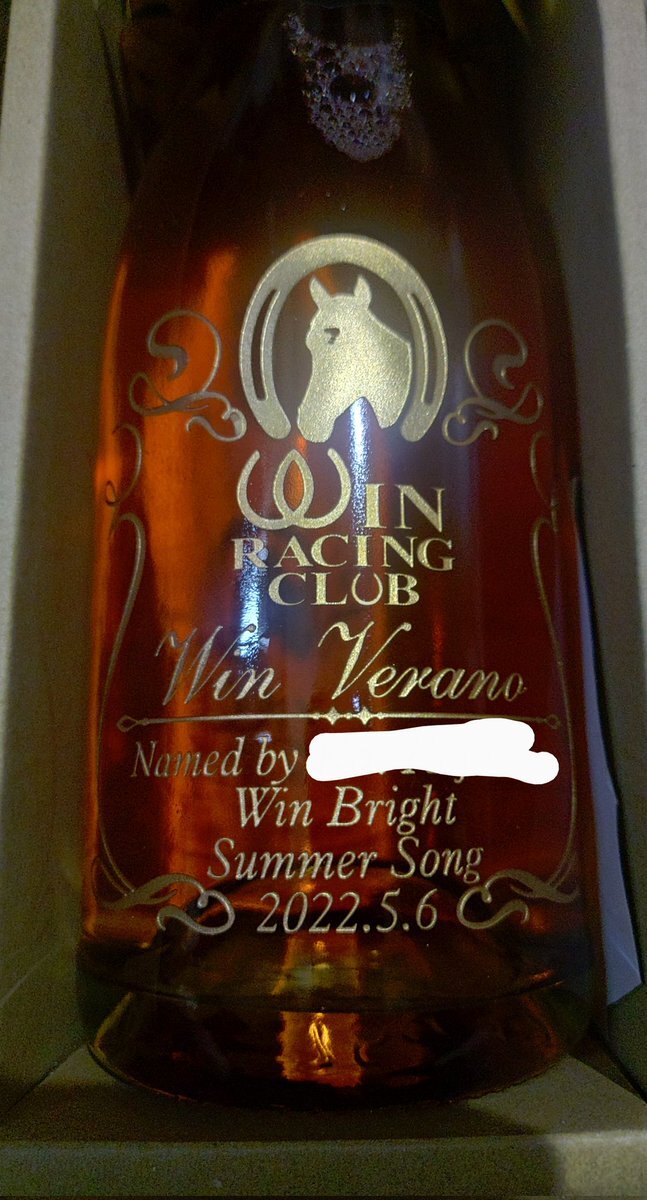 WIN
RACING
CLUB
Win Verano
Named by
Win Bright
Summer Song
2022.5.6